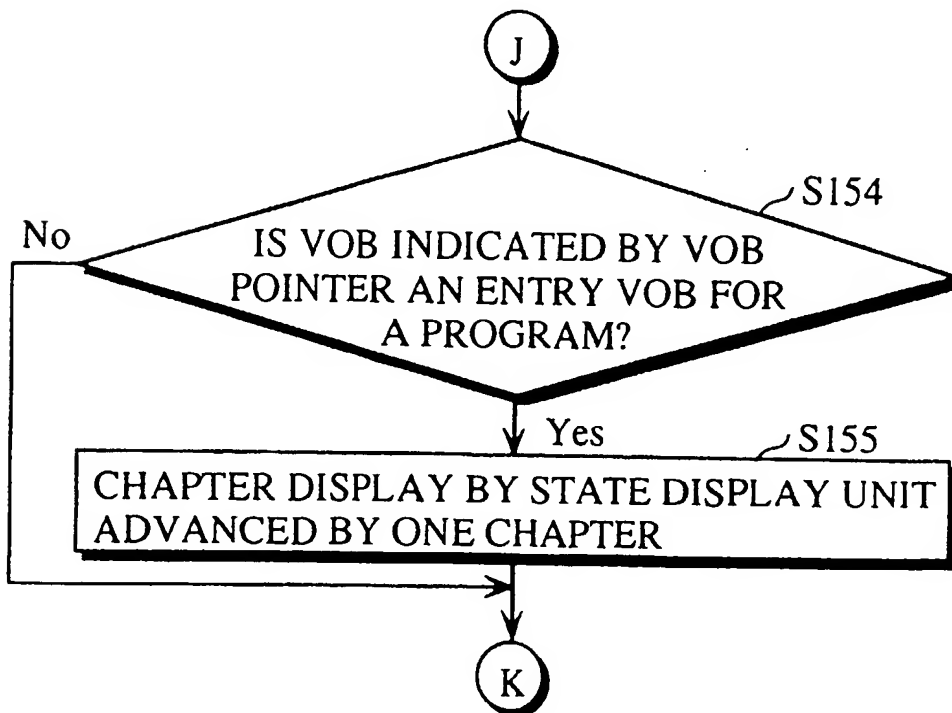 J
S154
No
IS VOB INDICATED BY VOB
POINTER AN ENTRY VOB FOR
A PROGRAM?
Yes
S155
CHAPTER DISPLAY BY STATE DISPLAY UNIT
ADVANCED BY ONE CHAPTER
K